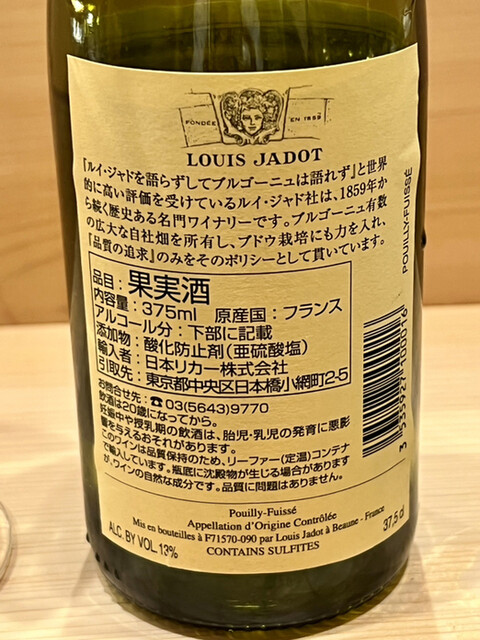 FONDÉE EN 1859
LOUIS JADOT
『ルイ・ジャドを語らずしてブルゴーニュは語れず』と世界
的に高い評価を受けているルイ・ジャド社は、1859年か
ら続く歴史ある名門ワイナリーです。ブルゴーニュ有数
の広大な自社畑を所有し、ブドウ栽培にも力を入れ、
『品質の追求』のみをそのポリシーとして貫いています。
品目：果実酒
内容量：375ml 原産国：フランス
アルコール分：下部に記載
添加物：酸化防止剤(亜硫酸塩)
輸入者：日本リカー株式会社
引取先：東京都中央区日本橋小網町2-5
お問合せ先：☎03(5643)9770
飲酒は20歳になってから。
妊娠中や授乳期の飲酒は、胎児・乳児の発育に悪影
響を与えるおそれがあります。
このワインは品質保持のため、リーファー(定温)コンテナ
で輸入しています。瓶底に沈殿物が生じる場合があります
が、ワインの自然な成分です。品質に問題はありません。
POUILLY-FUISSÉ
3 535921 100016
Pouilly-Fuissé
Appellation d'Origine Contrôlée
Mis en bouteilles à F71570-090 par Louis Jadot à Beaune - France
ALC. BY VOL. 13%
37,5 cl
CONTAINS SULFITES